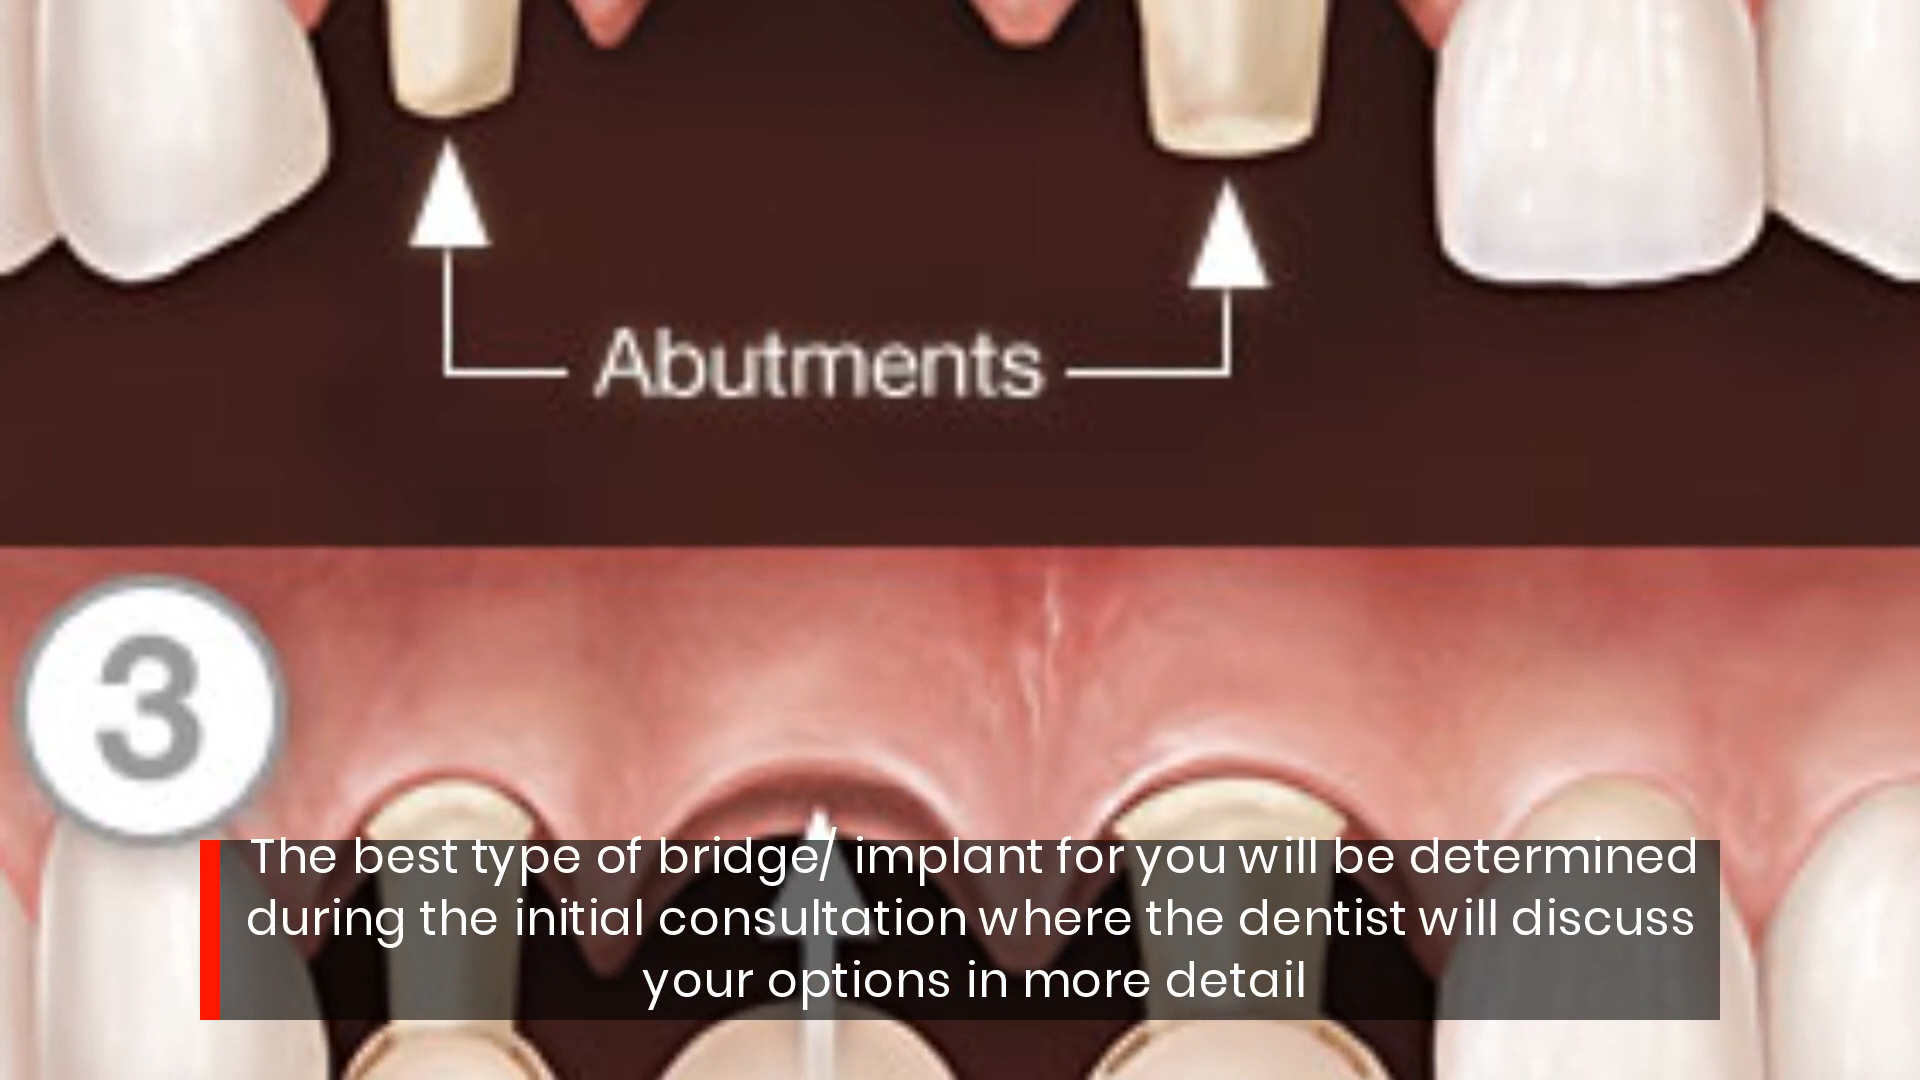 Abutments
3
The best type of bridge/ implant for you will be determined
during the initial consultation where the dentist will discuss
your options in more detail